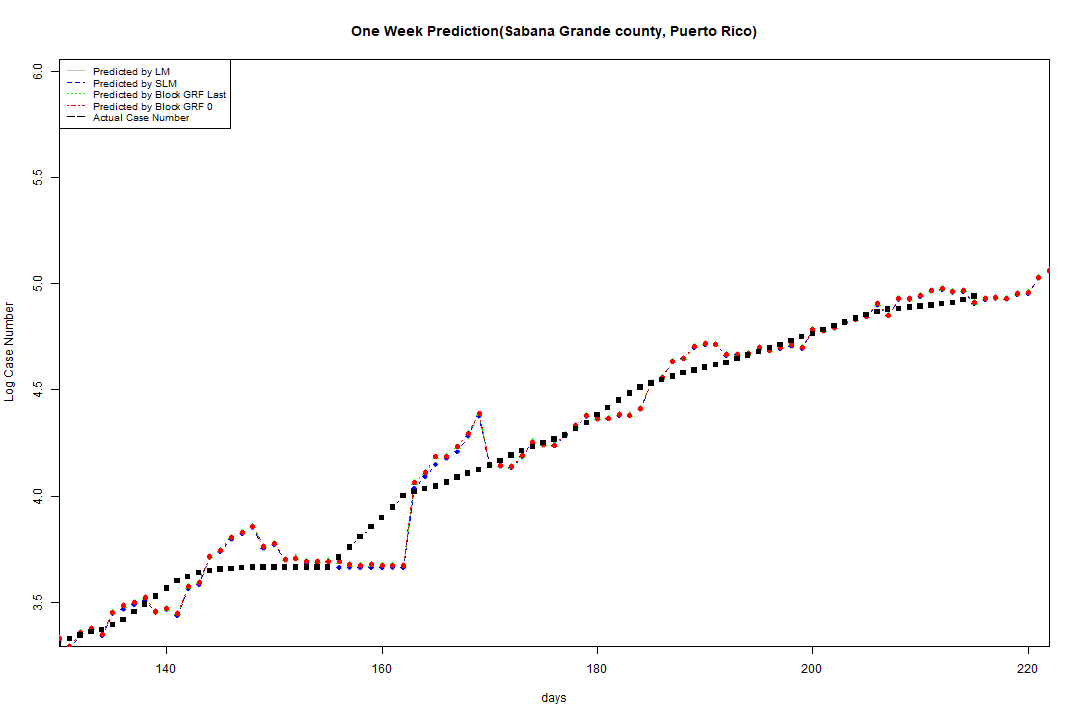 One Week Prediction(Sabana Grande county, Puerto Rico)
Predicted by LM
Predicted by SLM
Predicted by Block GRF Last
Predicted by Block GRF 0
Actual Case Number
6.0
5.5
5.0
4.5
4.0
3.5
Log Case Number
140 160 180 200 220
days